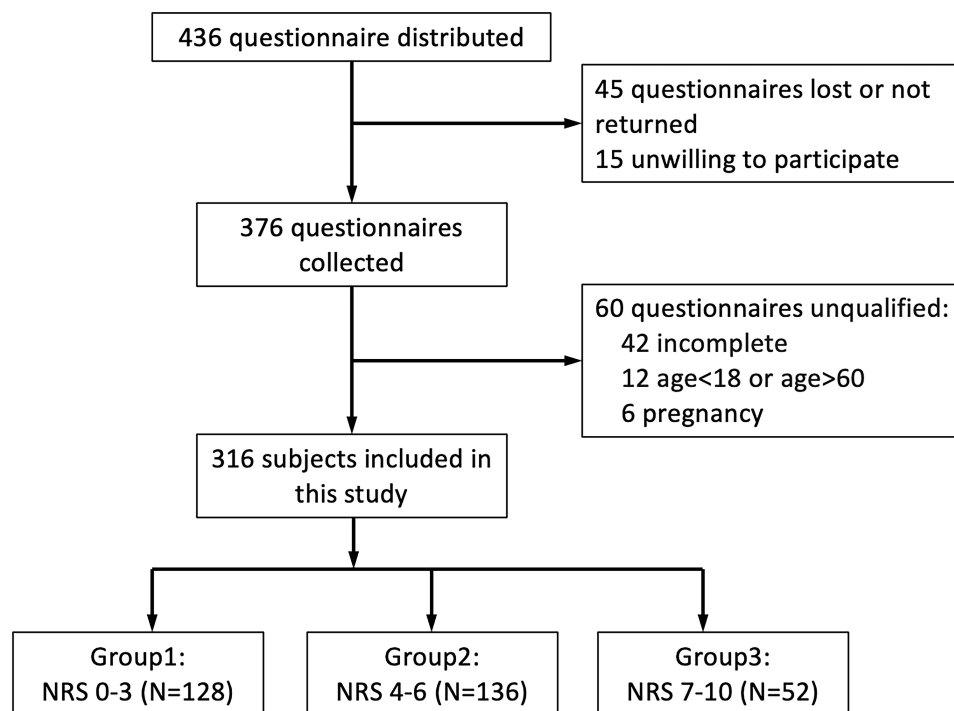 436 questionnaire distributed
45 questionnaires lost or not
returned
15 unwilling to participate
376 questionnaires
collected
60 questionnaires unqualified:
42 incomplete
12 age<18 or age>60
6 pregnancy
316 subjects included in
this study
Group1:
NRS 0-3 (N=128)
Group2:
NRS 4-6 (N=136)
Group3:
NRS 7-10 (N=52)